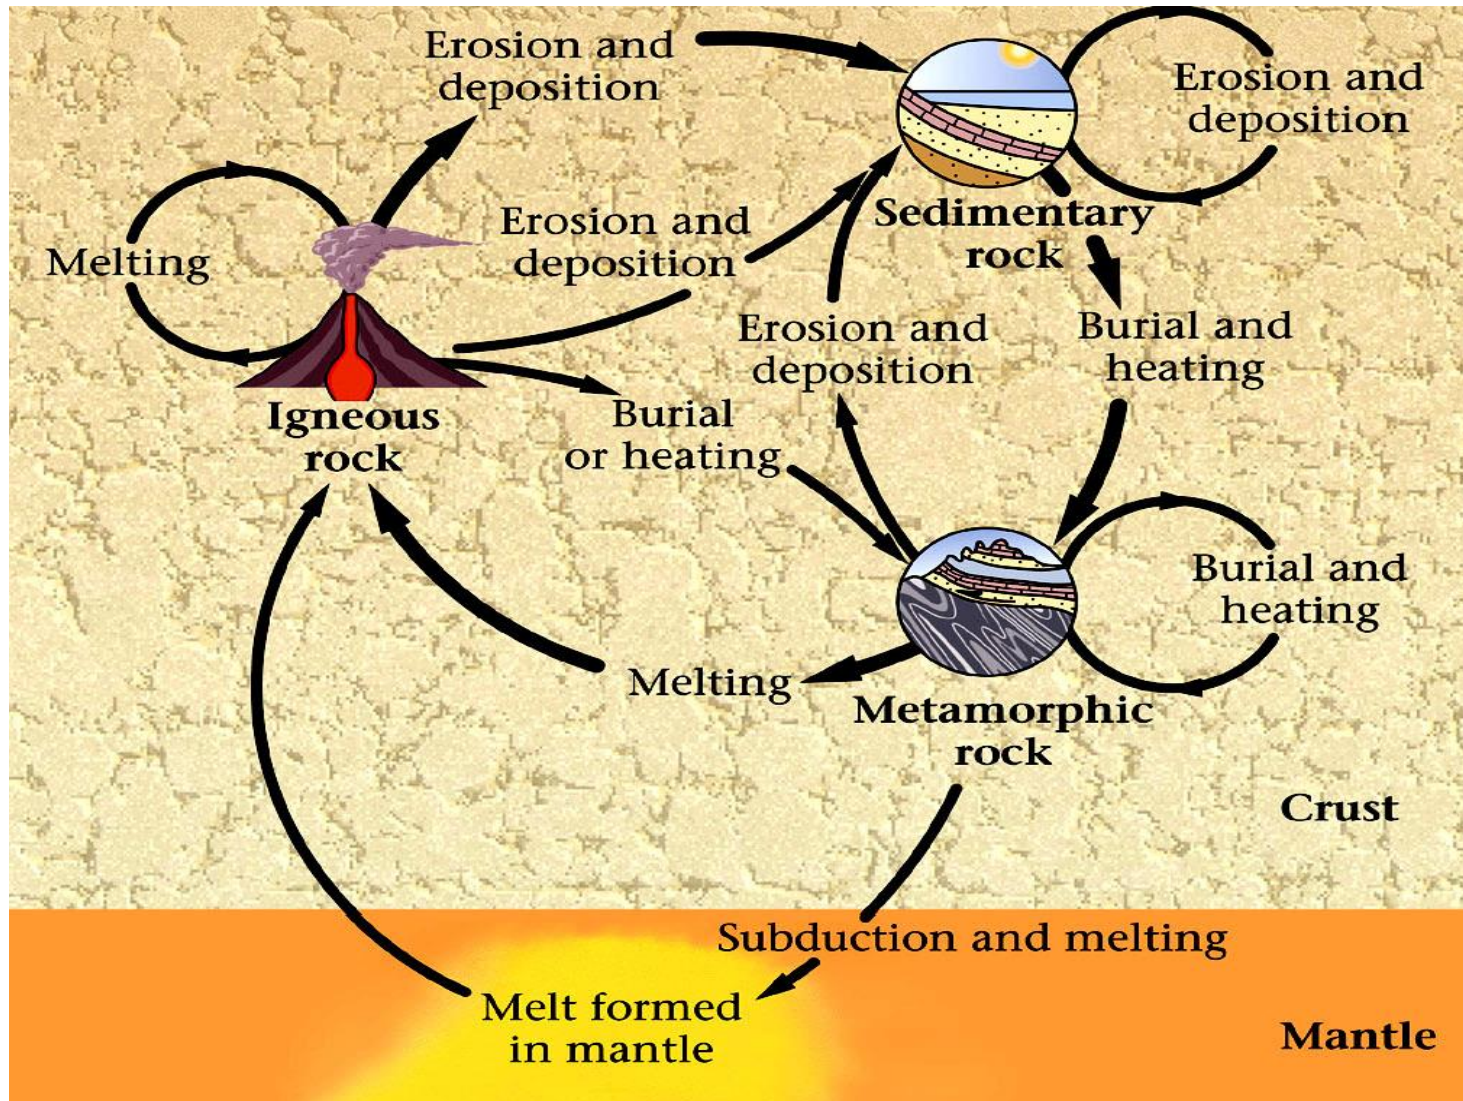 Erosion and
deposition
Erosion and
deposition
Melting
Erosion and
deposition
Sedimentary
rock
Erosion and
deposition
Burial and
heating
Igneous
rock
Burial
or heating
Burial and
heating
Melting
Metamorphic
rock
Crust
Subduction and melting
Melt formed
in mantle
Mantle